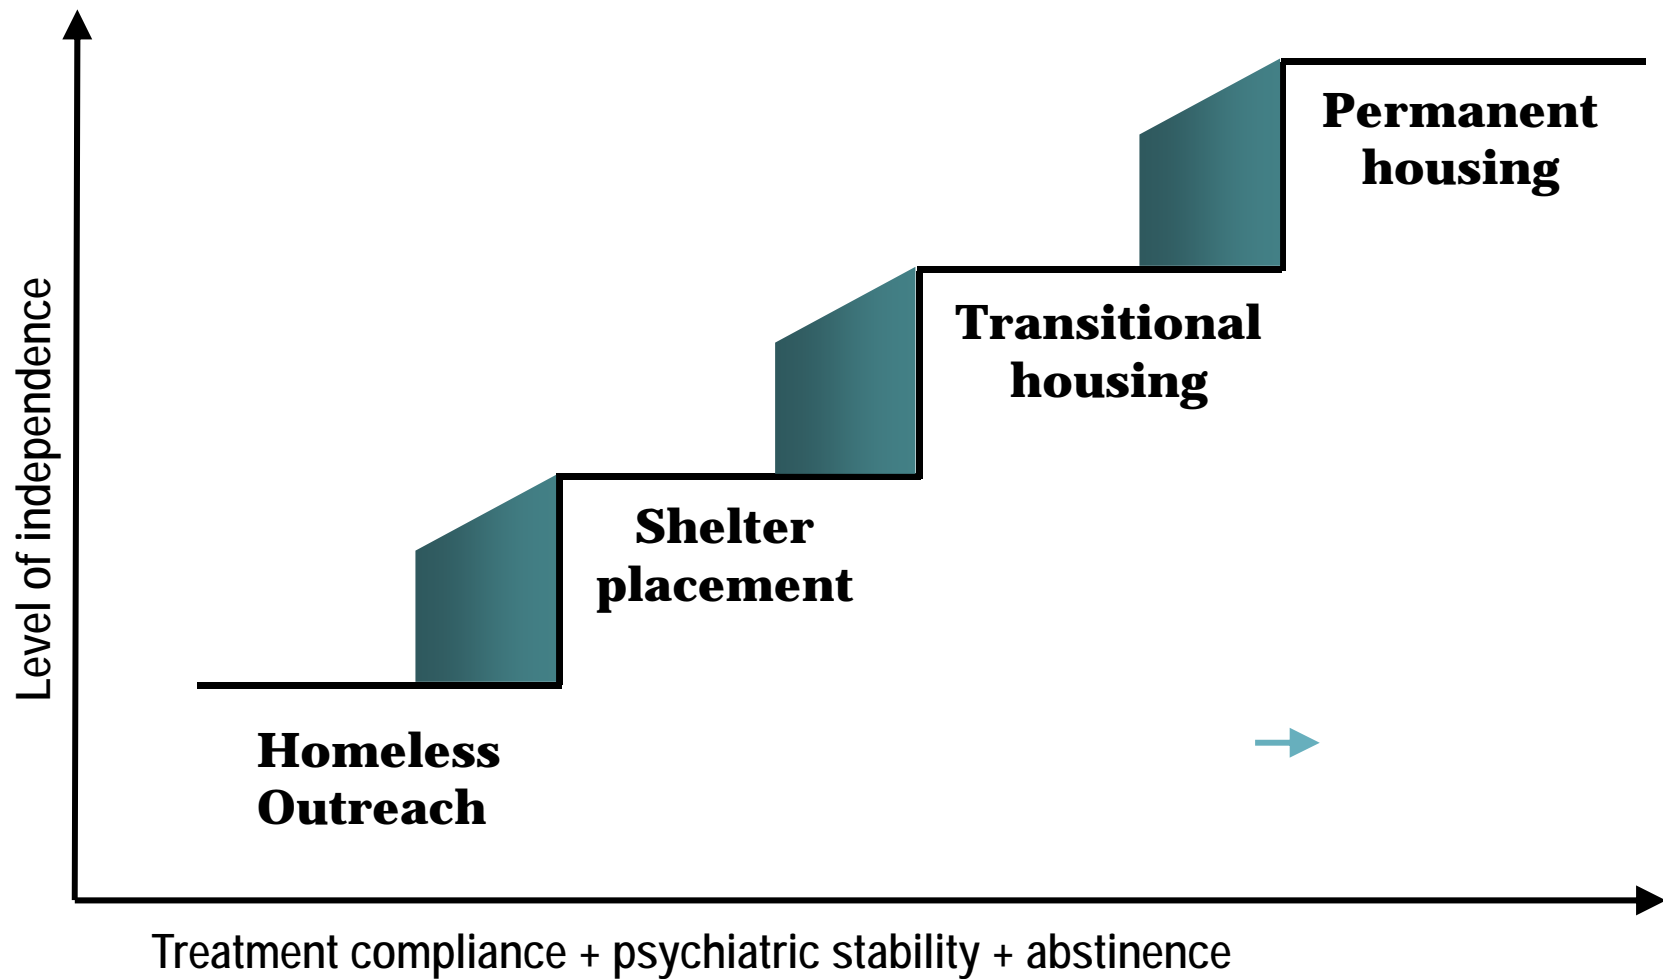 Permanent
housing
Transitional
housing
Shelter
placement
Homeless
Outreach
Level of independence
Treatment compliance + psychiatric stability + abstinence